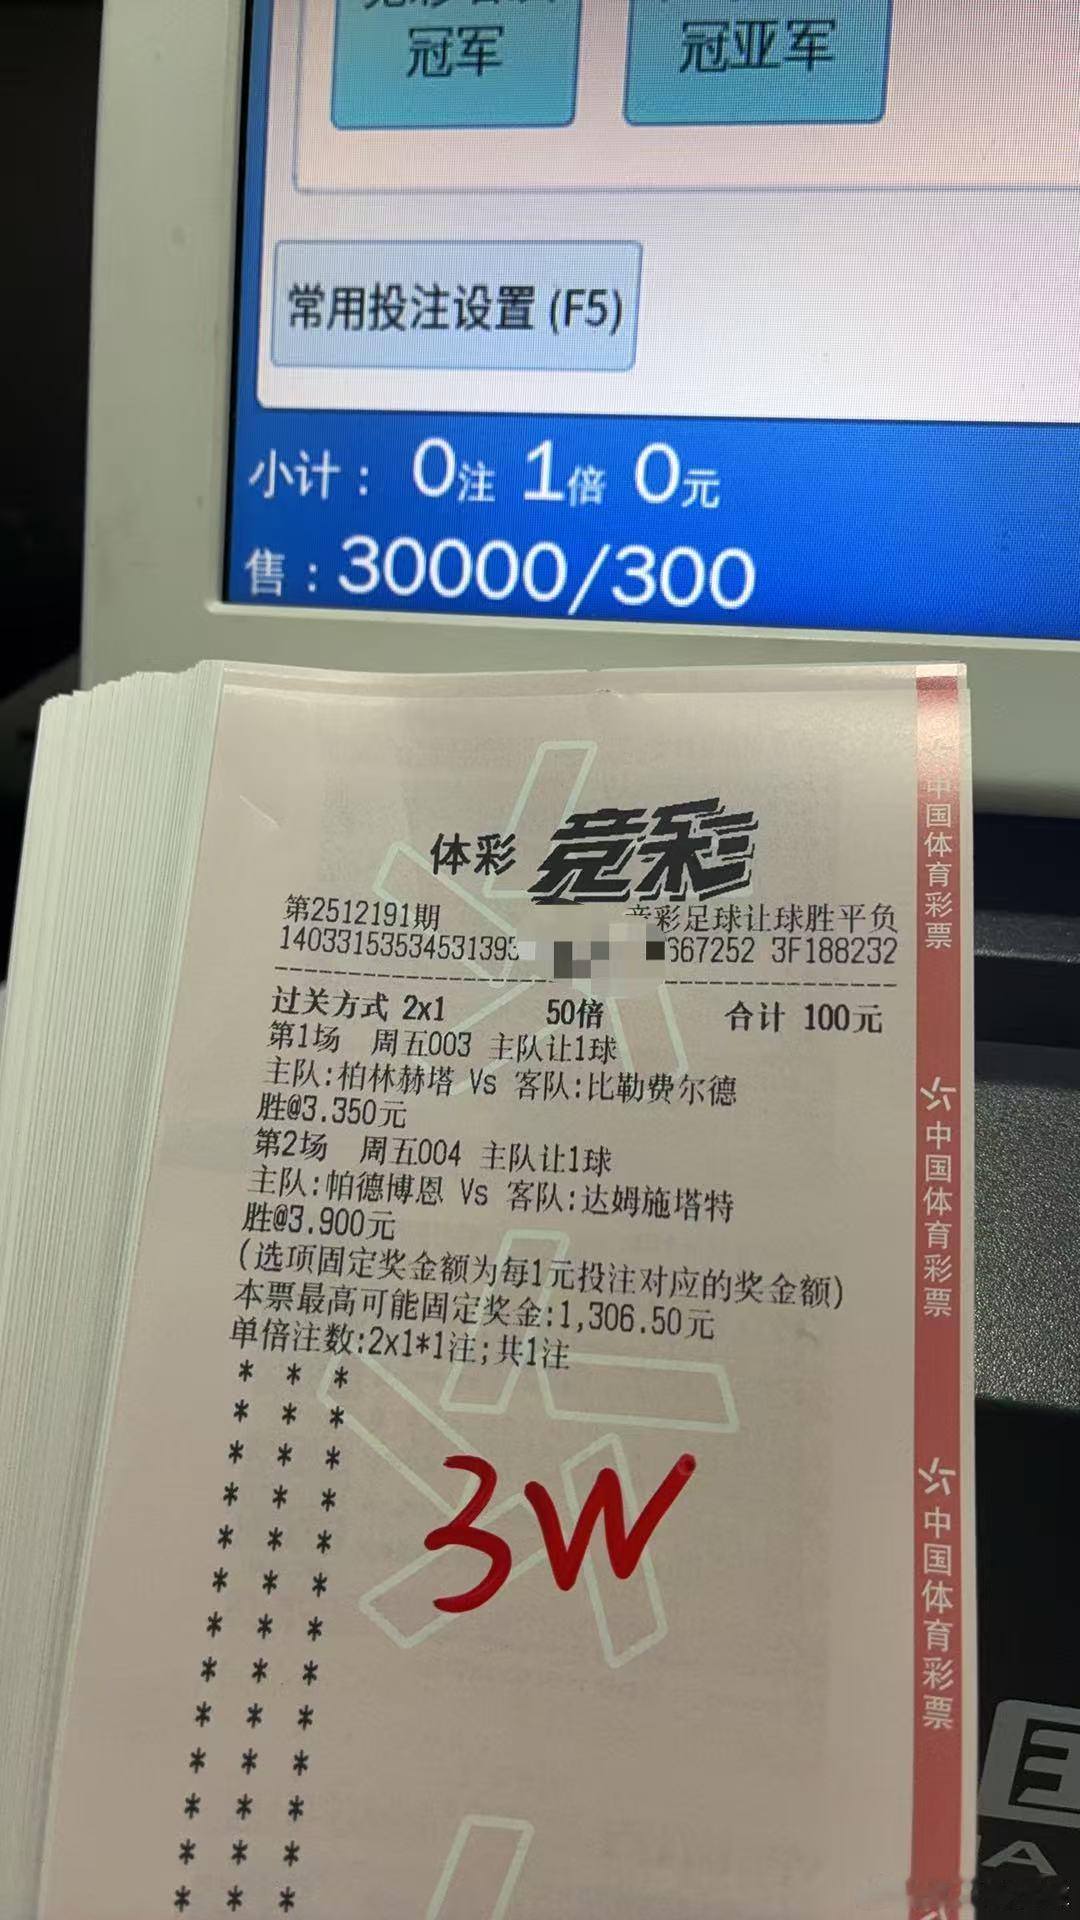 冠军
冠亚军
常用投注设置 (F5)
小计： 0注 1倍 0元
售：30000/300
体彩 竞彩
第2512191期 竞彩足球让球胜平负
14033153534531393 667252 3F188232
过关方式 2x1 50倍 合计 100元
第1场 周五003 主队让1球
主队:柏林赫塔 Vs 客队:比勒费尔德
胜@3.350元
第2场 周五004 主队让1球
主队:帕德博恩 Vs 客队:达姆施塔特
胜@3.900元
(选项固定奖金额为每1元投注对应的奖金额)
本票最高可能固定奖金:1,306.50元
单倍注数:2x1*1注;共1注
* * *
* * *
* * *
* * *
* * *
* * *
* * *
* * *
* * *
* * *
* * *
* * *
* * *
3W
中国体育彩票
中国体育彩票
中国体育彩票